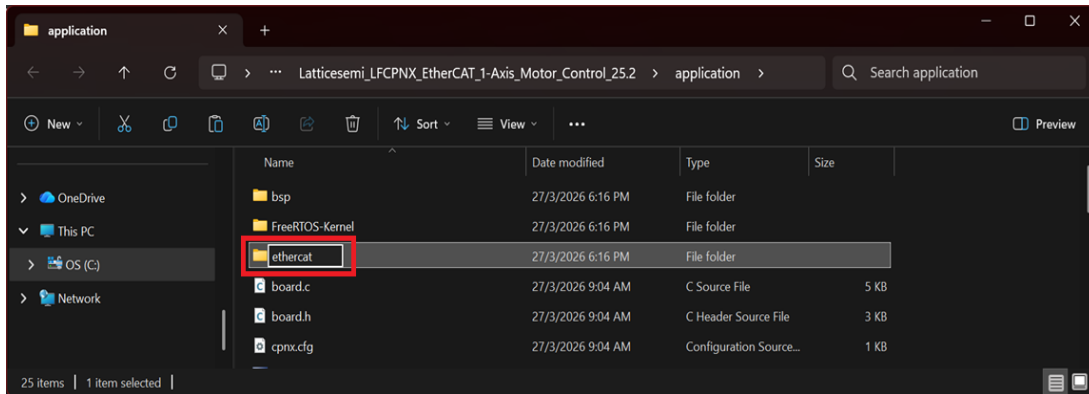 application
··· Latticesemi_LFCPNX_EtherCAT_1-Axis_Motor_Control_25.2 > application > Search application
New Sort View ··· Preview
Name Date modified Type Size
bsp 27/3/2026 6:16 PM File folder
FreeRTOS-Kernel 27/3/2026 6:16 PM File folder
ethercat 27/3/2026 6:16 PM File folder
board.c 27/3/2026 9:04 AM C Source File 5 KB
board.h 27/3/2026 9:04 AM C Header Source File 3 KB
cpnx.cfg 27/3/2026 9:04 AM Configuration Source... 1 KB
OneDrive
This PC
OS (C:)
Network
25 items 1 item selected